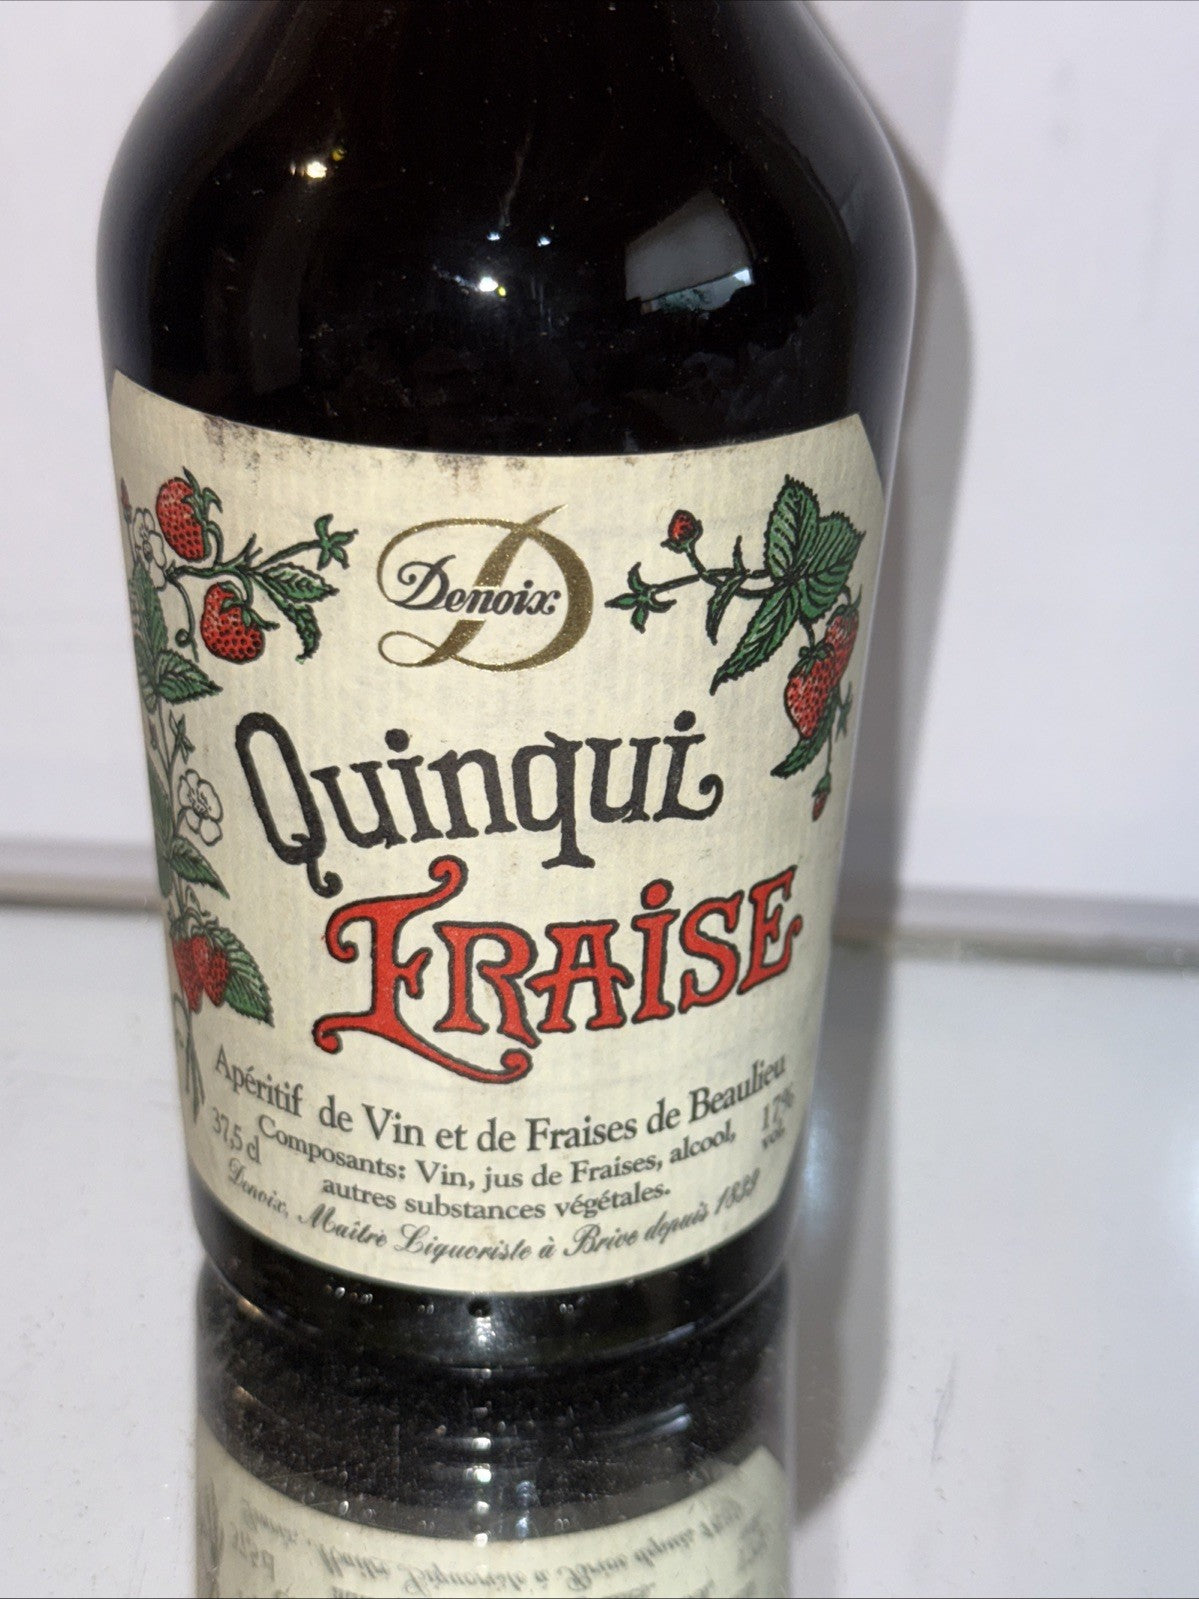 D
Denoix
Quinqui
FRAISE
Apéritif de Vin et de Fraises de Beaulieu
37,5 cl
Composants: Vin, jus de Fraises, alcool,
17%
vol.
autres substances végétales.
Denoix, Maître Liquoriste à Brive depuis 1839